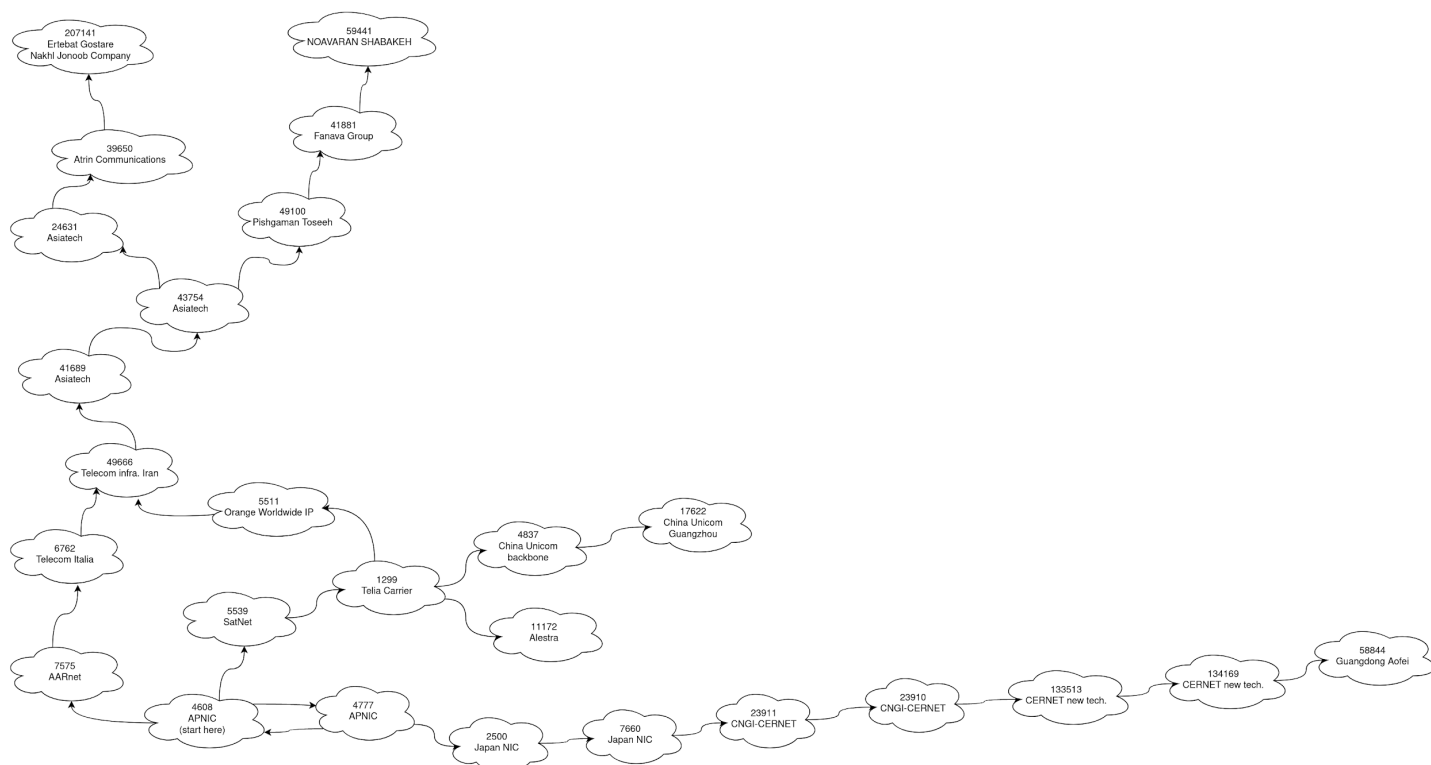 207141
Ertebat Gostare
Nakhl Jonoob Company
59441
NOAVARAN SHABAKEH
39650
Atrin Communications
41881
Fanava Group
24631
Asiatech
49100
Pishgaman Toseeh
43754
Asiatech
41689
Asiatech
49666
Telecom infra. Iran
5511
Orange Worldwide IP
17622
China Unicom
Guangzhou
6762
Telecom Italia
4837
China Unicom
backbone
1299
Telia Carrier
5539
SatNet
11172
Alestra
7575
AARnet
58844
Guangdong Aofei
134169
CERNET new tech.
133513
CERNET new tech.
4608
APNIC
(start here)
4777
APNIC
23910
CNGI-CERNET
23911
CNGI-CERNET
2500
Japan NIC
7660
Japan NIC